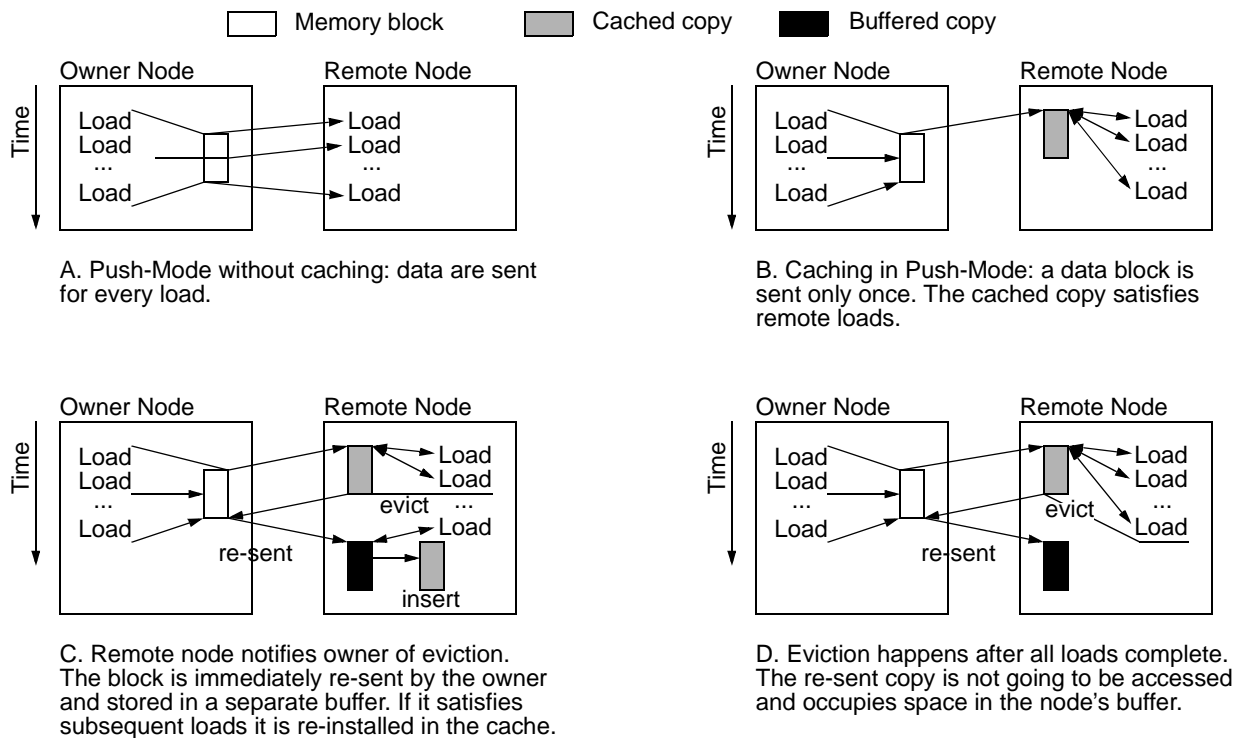 Memory block
Cached copy
Buffered copy
Owner Node
Remote Node
Time
Load
Load
...
Load
Load
Load
...
Load
A. Push-Mode without caching: data are sent
for every load.
Owner Node
Remote Node
Time
Load
Load
...
Load
Load
Load
...
Load
B. Caching in Push-Mode: a data block is
sent only once. The cached copy satisfies
remote loads.
Owner Node
Remote Node
Time
Load
Load
...
Load
Load
Load
evict
...
Load
re-sent
insert
C. Remote node notifies owner of eviction.
The block is immediately re-sent by the owner
and stored in a separate buffer. If it satisfies
subsequent loads it is re-installed in the cache.
Owner Node
Remote Node
Time
Load
Load
...
Load
Load
Load
...
evict
Load
re-sent
D. Eviction happens after all loads complete.
The re-sent copy is not going to be accessed
and occupies space in the node's buffer.